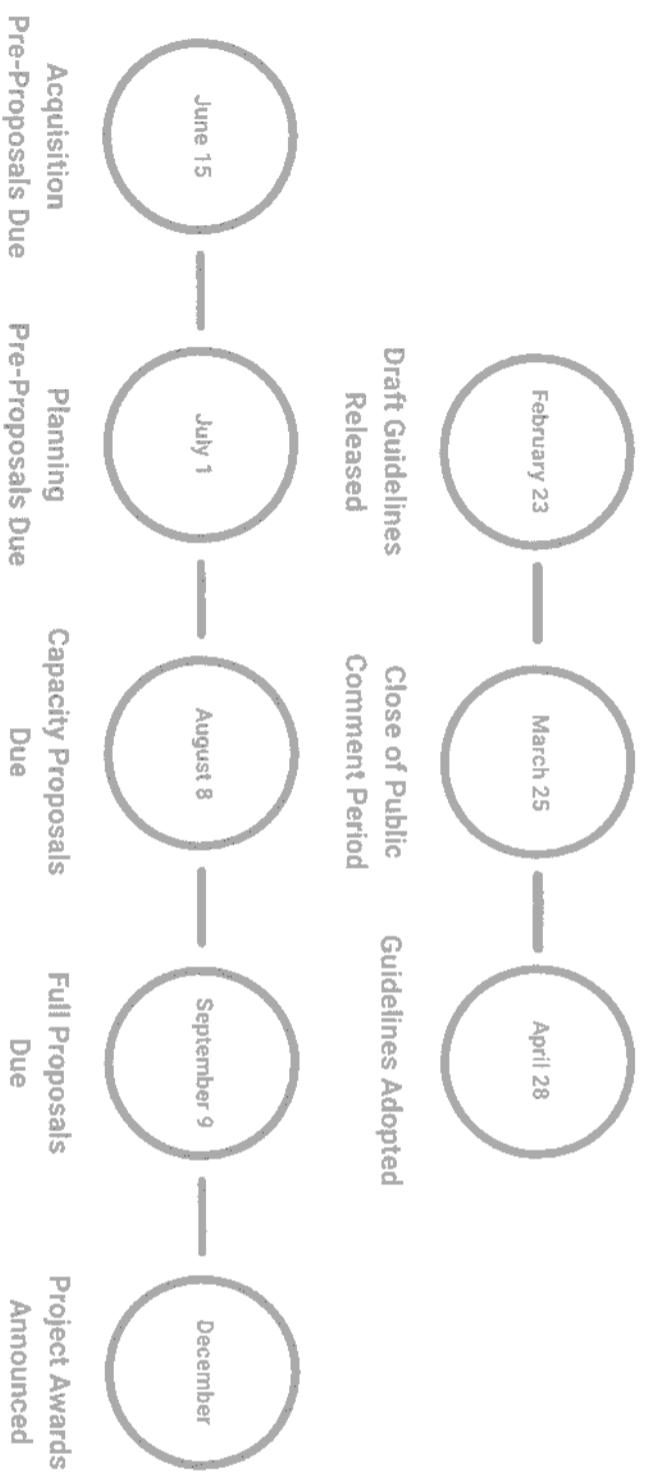 February 23
March 25
April 28
Draft Guidelines
Released
Close of Public
Comment Period
Guidelines Adopted
June 15
July 1
August 8
September 9
December
Acquisition
Pre-Proposals Due
Planning
Pre-Proposals Due
Capacity Proposals
Due
Full Proposals
Due
Project Awards
Announced